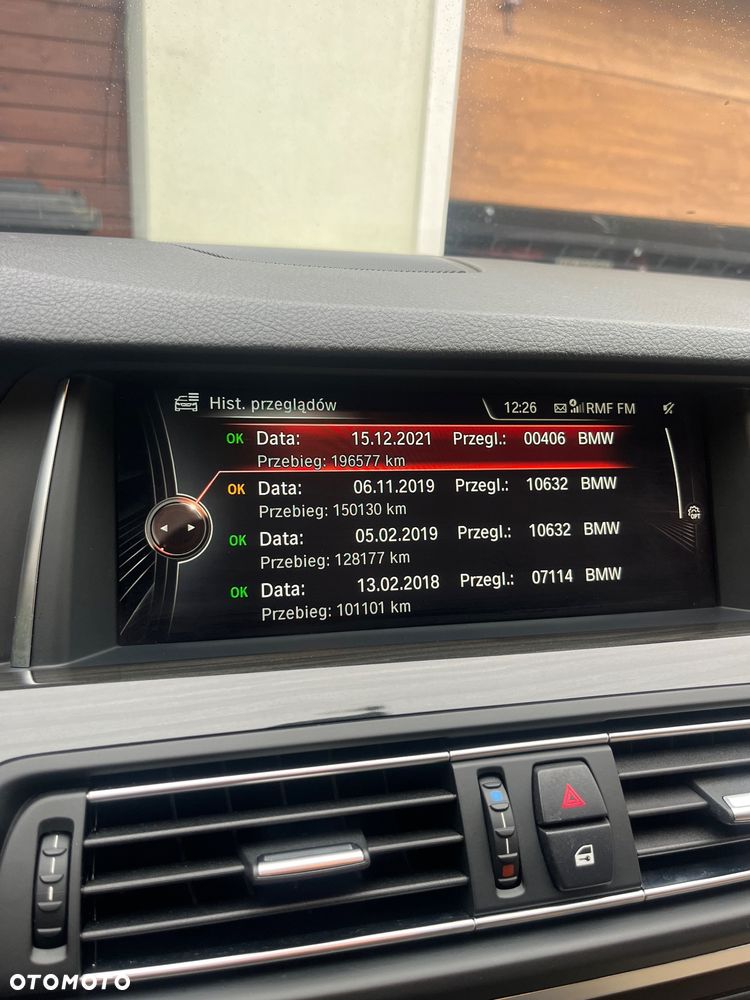 Hist. przeglądów 12:26 RMF FM
OK Data: 15.12.2021 Przegl.: 00406 BMW
Przebieg: 196577 km
OK Data: 06.11.2019 Przegl.: 10632 BMW
Przebieg: 150130 km
OK Data: 05.02.2019 Przegl.: 10632 BMW
Przebieg: 128177 km
OK Data: 13.02.2018 Przegl.: 07114 BMW
Przebieg: 101101 km
OPT
OTOMOTO